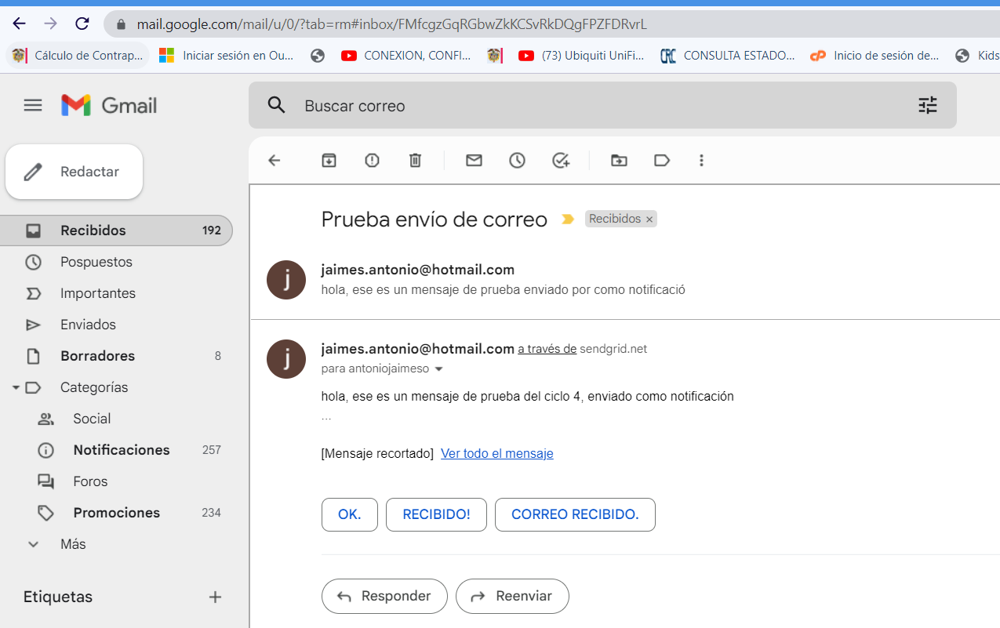 mail.google.com/mail/u/0/?tab=rm#inbox/FMfcgzGqRGbwZkKCSvRkDQgFPZFDRvrL
Cálculo de Contrap... Iniciar sesión en Ou... CONEXION, CONFI... (73) Ubiquiti UniFi... CRC CONSULTA ESTADO... cP Inicio de sesión de... Kids
Gmail
Buscar correo
Redactar
Recibidos 192
Pospuestos
Importantes
Enviados
Borradores 8
Categorías
Social
Notificaciones 257
Foros
Promociones 234
Más
Etiquetas +
Prueba envío de correo Recibidos ×
j
jaimes.antonio@hotmail.com
hola, ese es un mensaje de prueba enviado por como notificació
j
jaimes.antonio@hotmail.com a través de sendgrid.net
para antoniojaimeso
hola, ese es un mensaje de prueba del ciclo 4, enviado como notificación
...
[Mensaje recortado] Ver todo el mensaje
OK. RECIBIDO! CORREO RECIBIDO.
Responder Reenviar